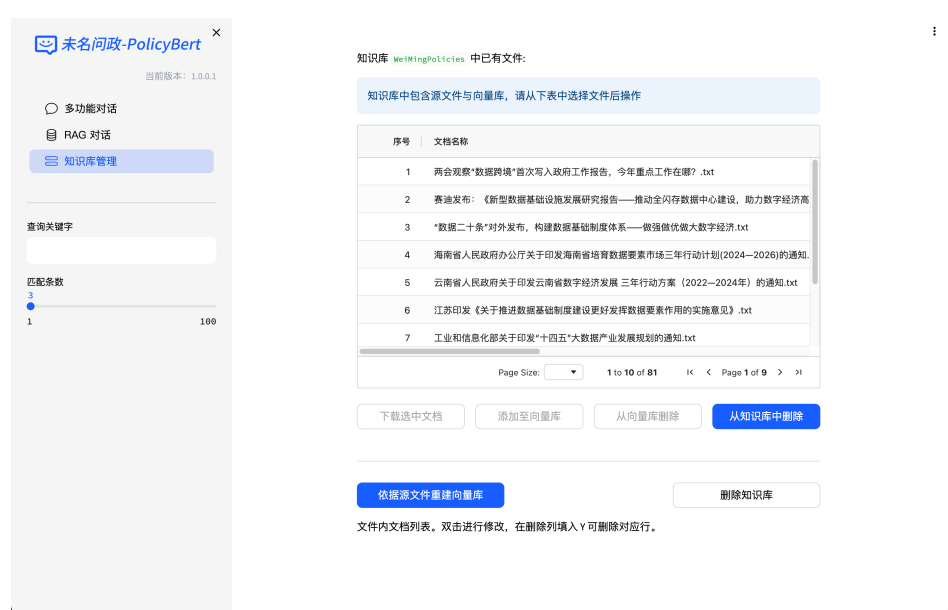 未名问政-PolicyBert
当前版本：1.0.0.1
多功能对话
RAG 对话
知识库管理
查询关键字
匹配条数
3
1 100
知识库 WeiMingPolicies 中已有文件:
知识库中包含源文件与向量库，请从下表中选择文件后操作
序号 文档名称
1 两会观察“数据跨境”首次写入政府工作报告，今年重点工作在哪？.txt
2 赛迪发布：《新型数据基础设施发展研究报告——推动全闪存数据中心建设，助力数字经济高
3 “数据二十条”对外发布，构建数据基础制度体系——做强做优做大数字经济.txt
4 海南省人民政府办公厅关于印发海南省培育数据要素市场三年行动计划(2024—2026)的通知.
5 云南省人民政府关于印发云南省数字经济发展 三年行动方案（2022—2024年）的通知.txt
6 江苏印发《关于推进数据基础制度建设更好发挥数据要素作用的实施意见》.txt
7 工业和信息化部关于印发“十四五”大数据产业发展规划的通知.txt
Page Size: 1 to 10 of 81 Page 1 of 9
下载选中文档 添加至向量库 从向量库删除 从知识库中删除
依据源文件重建向量库 删除知识库
文件内文档列表。双击进行修改，在删除列填入 Y 可删除对应行。